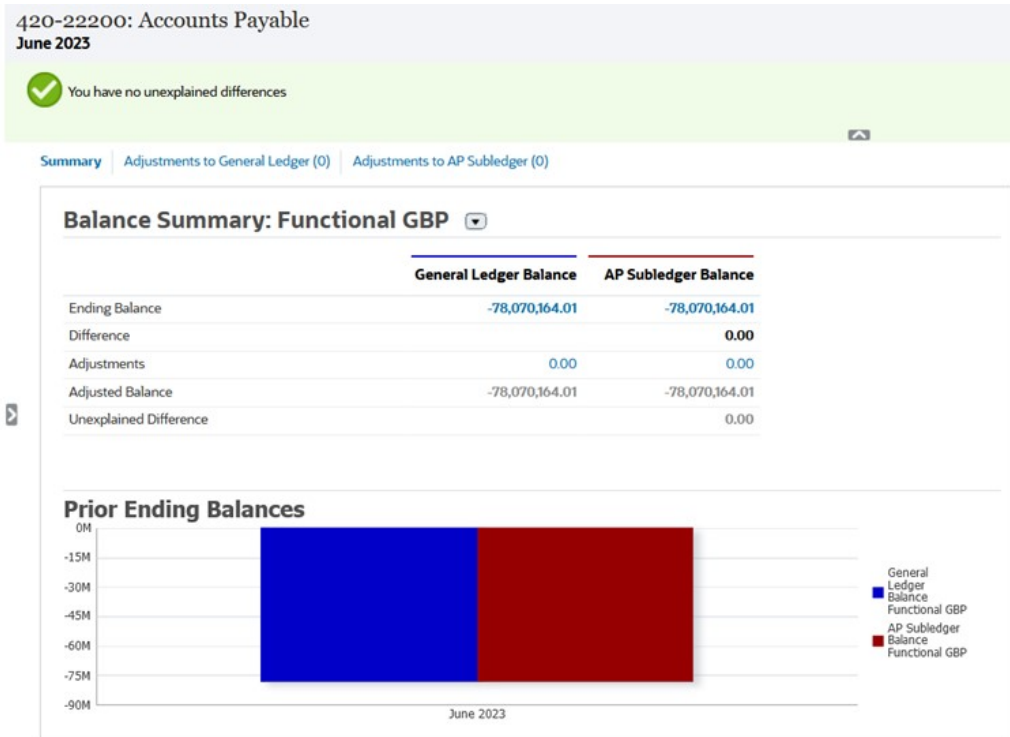 420-22200: Accounts Payable
June 2023
You have no unexplained differences
Summary Adjustments to General Ledger (0) Adjustments to AP Subledger (0)
Balance Summary: Functional GBP
General Ledger Balance AP Subledger Balance
Ending Balance -78,070,164.01 -78,070,164.01
Difference 0.00
Adjustments 0.00 0.00
Adjusted Balance -78,070,164.01 -78,070,164.01
Unexplained Difference 0.00
Prior Ending Balances
0M
-15M
-30M
-45M
-60M
-75M
-90M
June 2023
General
Ledger
Balance
Functional GBP
AP Subledger
Balance
Functional GBP